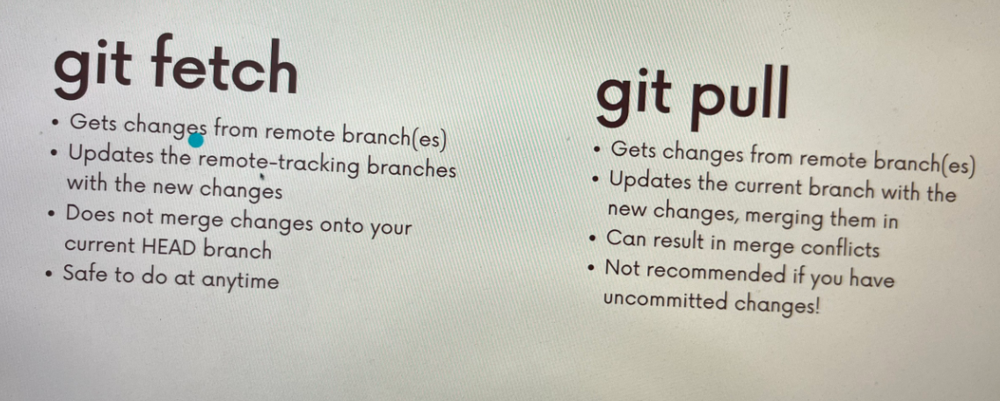 git fetch
• Gets changes from remote branch(es)
• Updates the remote-tracking branches
with the new changes
• Does not merge changes onto your
current HEAD branch
• Safe to do at anytime
git pull
• Gets changes from remote branch(es)
• Updates the current branch with the
new changes, merging them in
• Can result in merge conflicts
• Not recommended if you have
uncommitted changes!